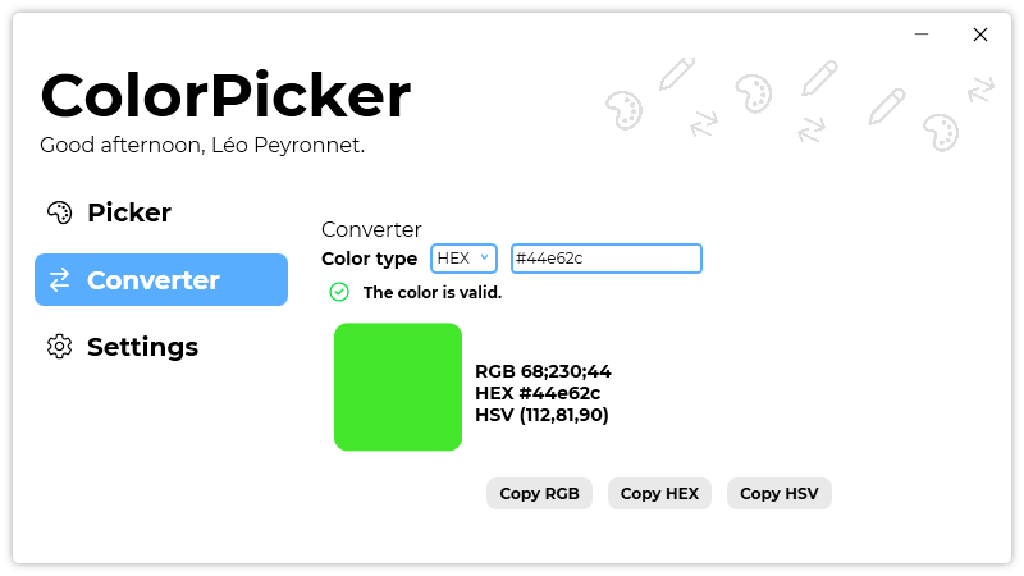 ColorPicker
Good afternoon, Léo Peyronnet.
Picker
Converter
Settings
Converter
Color type HEX #44e62c
The color is valid.
RGB 68;230;44
HEX #44e62c
HSV (112,81,90)
Copy RGB Copy HEX Copy HSV